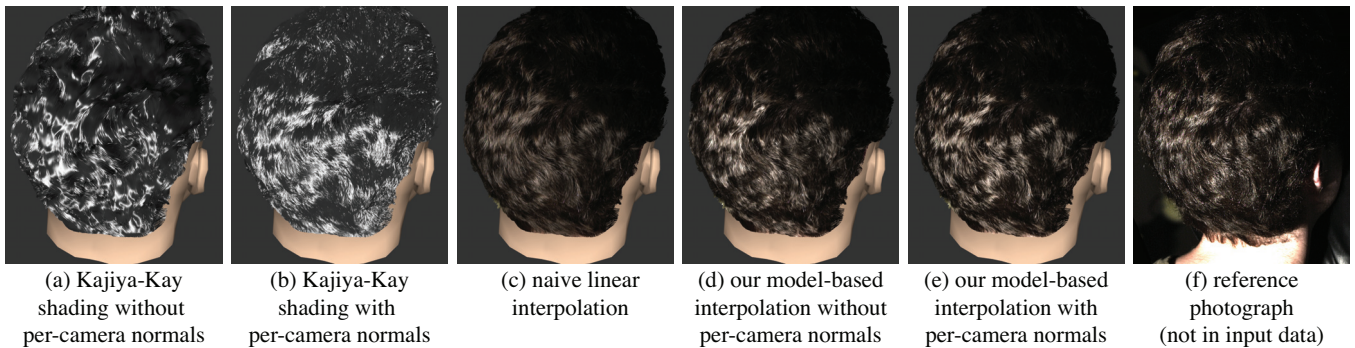 (a) Kajiya-Kay
shading without
per-camera normals
(b) Kajiya-Kay
shading with
per-camera normals
(c) naive linear
interpolation
(d) our model-based
interpolation without
per-camera normals
(e) our model-based
interpolation with
per-camera normals
(f) reference
photograph
(not in input data)